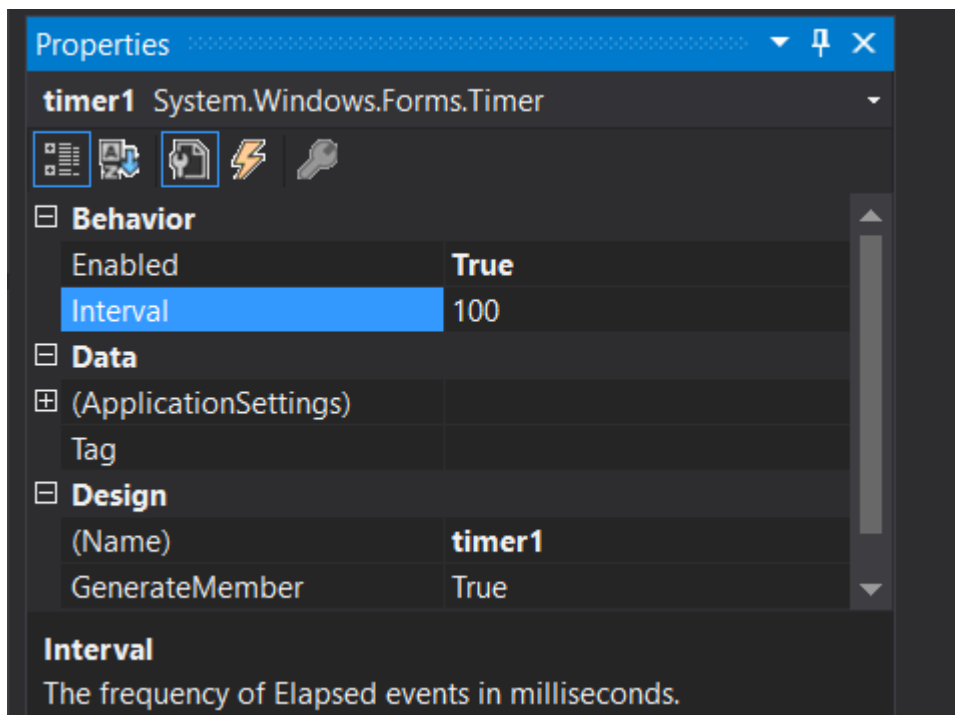 Properties
timer1 System.Windows.Forms.Timer
Behavior
Enabled True
Interval 100
Data
(ApplicationSettings)
Tag
Design
(Name) timer1
GenerateMember True
Interval
The frequency of Elapsed events in milliseconds.